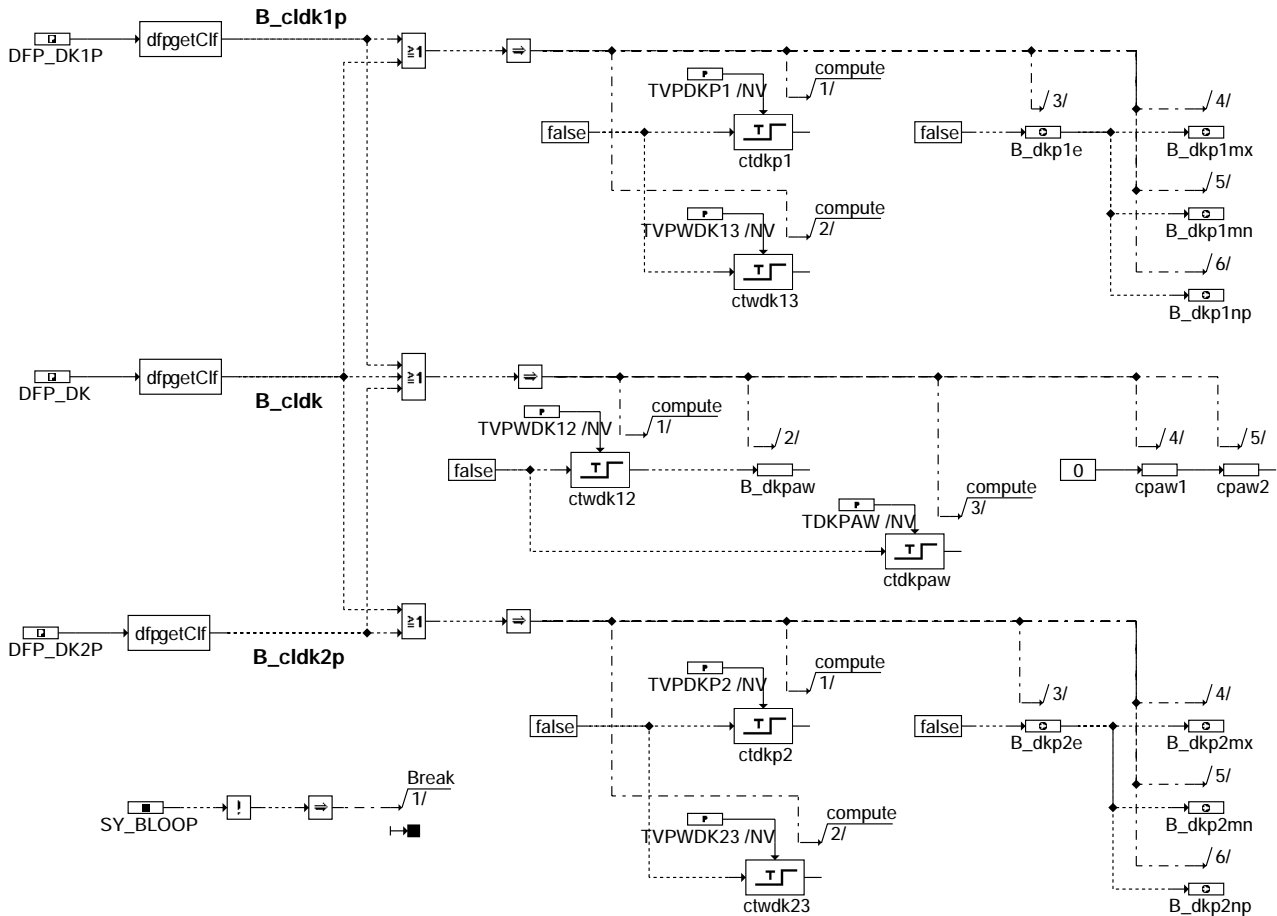 B_cldk1p
DFP_DK1P
dfpgetClf
≥1
⇒
compute
1/
TVPDKP1 /NV
P
3/
4/
false
T
ctdkp1
false
B_dkp1e
B_dkp1mx
compute
2/
5/
TVPWDK13 /NV
P
T
ctwdk13
B_dkp1mn
6/
B_dkp1np
DFP_DK
dfpgetClf
B_cldk
≥1
⇒
compute
1/
2/
4/
5/
TVPWDK12 /NV
P
false
T
ctwdk12
B_dkpaw
0
cpaw1
cpaw2
compute
3/
TDKPAW /NV
P
T
ctdkpaw
DFP_DK2P
dfpgetClf
B_cldk2p
≥1
⇒
compute
1/
TVPDKP2 /NV
P
3/
4/
false
T
ctdkp2
false
B_dkp2e
B_dkp2mx
5/
Break
1/
SY_BLOOP
!
⇒
compute
2/
TVPWDK23 /NV
P
T
ctwdk23
B_dkp2mn
6/
B_dkp2np